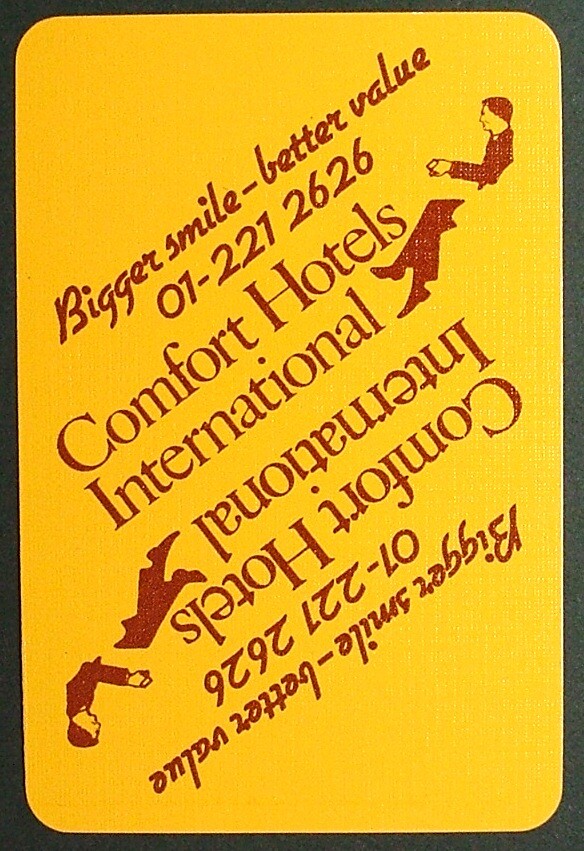 Bigger smile-better value
01-221 2626
Comfort Hotels
International
Comfort Hotels
International
01-221 2626
Bigger smile-better value